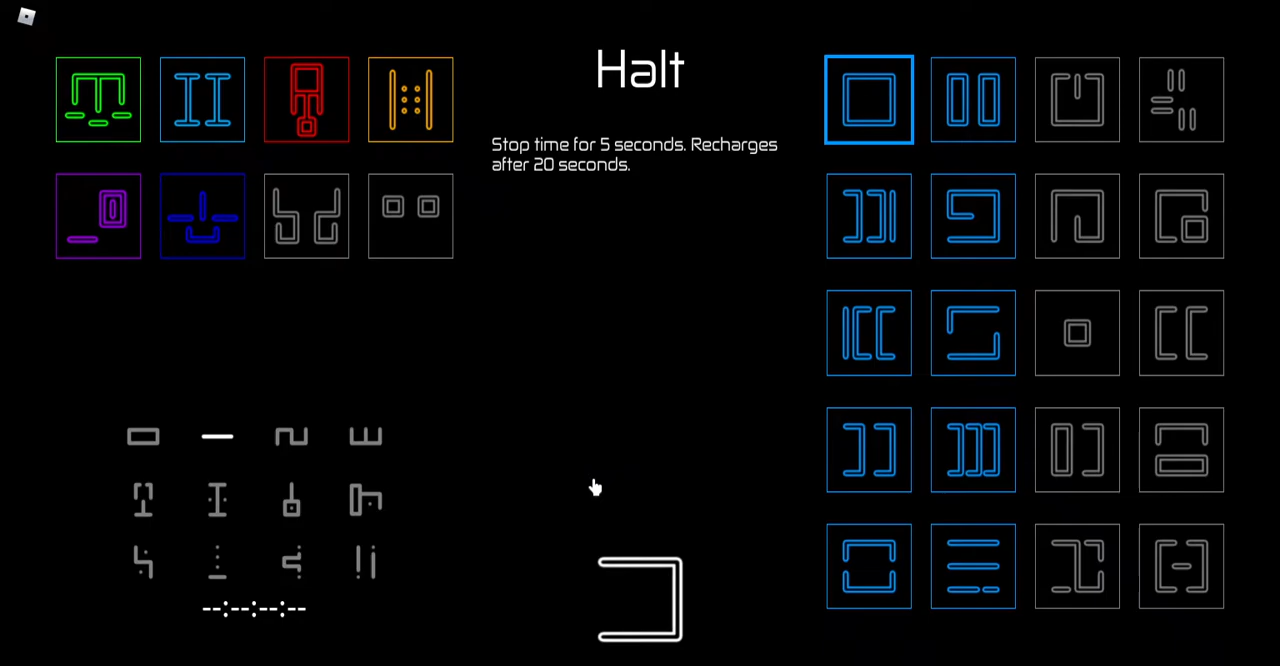 Halt
Stop time for 5 seconds. Recharges
after 20 seconds.
--:--:--:--